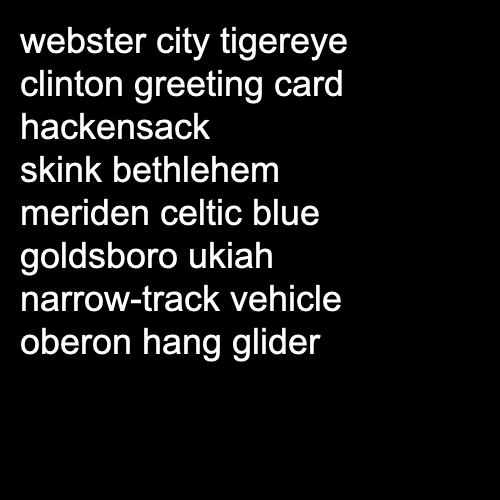 webster city tigereye
clinton greeting card
hackensack
skink bethlehem
meriden celtic blue
goldsboro ukiah
narrow-track vehicle
oberon hang glider